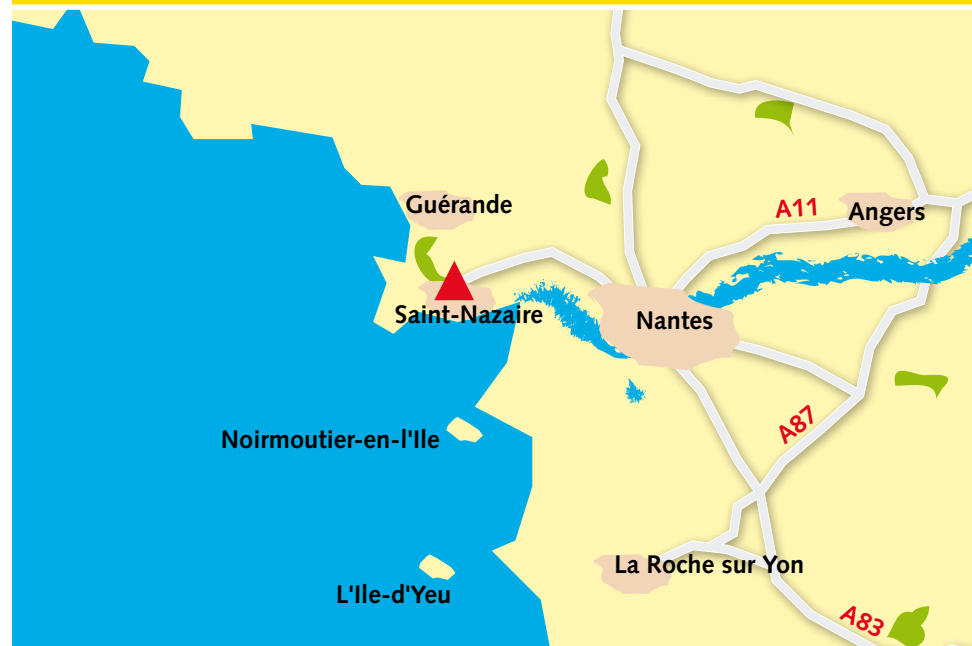 Guérande
A11
Angers
Saint-Nazaire
Nantes
A87
Noirmoutier-en-l'Ile
La Roche sur Yon
L'Ile-d'Yeu
A83